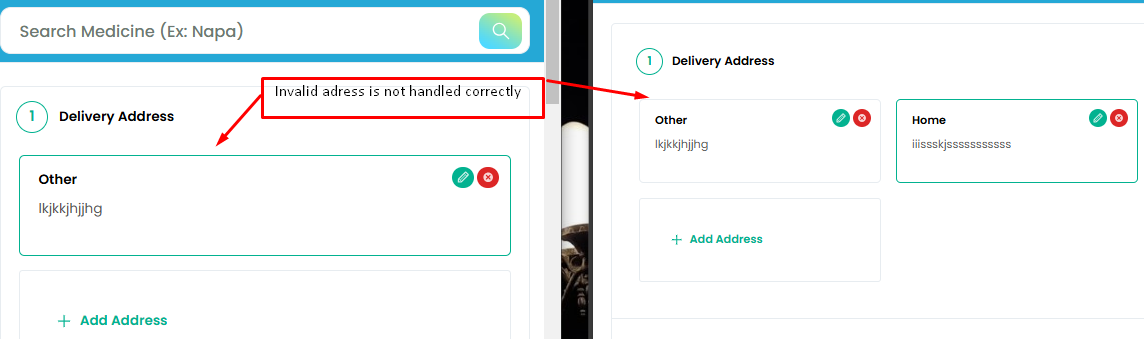 Search Medicine (Ex: Napa)
Invalid adress is not handled correctly
1 Delivery Address
Other
lkjkkjhjjhg
+ Add Address
1 Delivery Address
Other
lkjkkjhjjhg
Home
iiissskjsssssssssss
+ Add Address